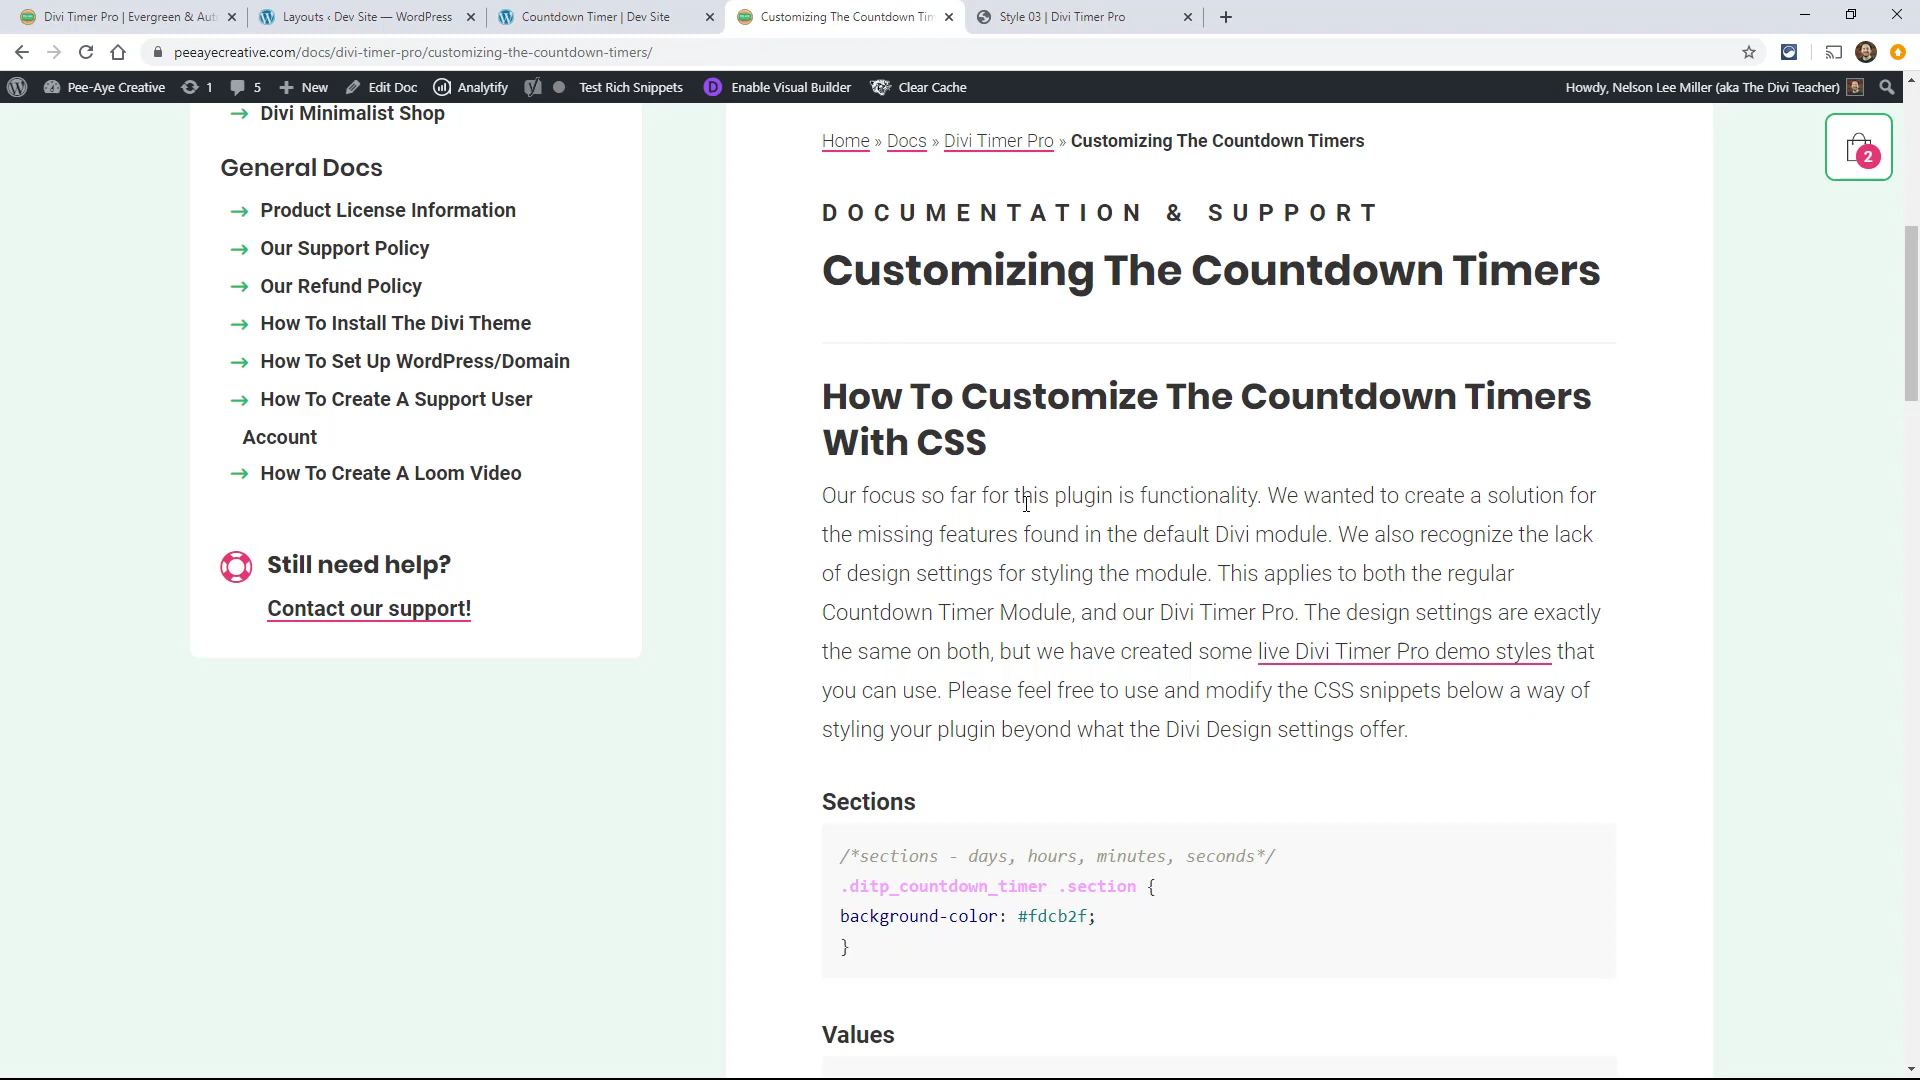 Divi Timer Pro | Evergreen & Aut
Layouts ‹ Dev Site — WordPress
Countdown Timer | Dev Site
Customizing The Countdown Tim
Style 03 | Divi Timer Pro
peeayecreative.com/docs/divi-timer-pro/customizing-the-countdown-timers/
Pee-Aye Creative
1
5
New
Edit Doc
Analytify
Test Rich Snippets
Enable Visual Builder
Clear Cache
Howdy, Nelson Lee Miller (aka The Divi Teacher)
→ Divi Minimalist Shop
General Docs
→ Product License Information
→ Our Support Policy
→ Our Refund Policy
→ How To Install The Divi Theme
→ How To Set Up WordPress/Domain
→ How To Create A Support User
Account
→ How To Create A Loom Video
Still need help?
Contact our support!
Home » Docs » Divi Timer Pro » Customizing The Countdown Timers
2
DOCUMENTATION & SUPPORT
Customizing The Countdown Timers
How To Customize The Countdown Timers
With CSS
Our focus so far for this plugin is functionality. We wanted to create a solution for
the missing features found in the default Divi module. We also recognize the lack
of design settings for styling the module. This applies to both the regular
Countdown Timer Module, and our Divi Timer Pro. The design settings are exactly
the same on both, but we have created some live Divi Timer Pro demo styles that
you can use. Please feel free to use and modify the CSS snippets below a way of
styling your plugin beyond what the Divi Design settings offer.
Sections
/*sections - days, hours, minutes, seconds*/
.ditp_countdown_timer .section {
background-color: #fdcb2f;
}
Values